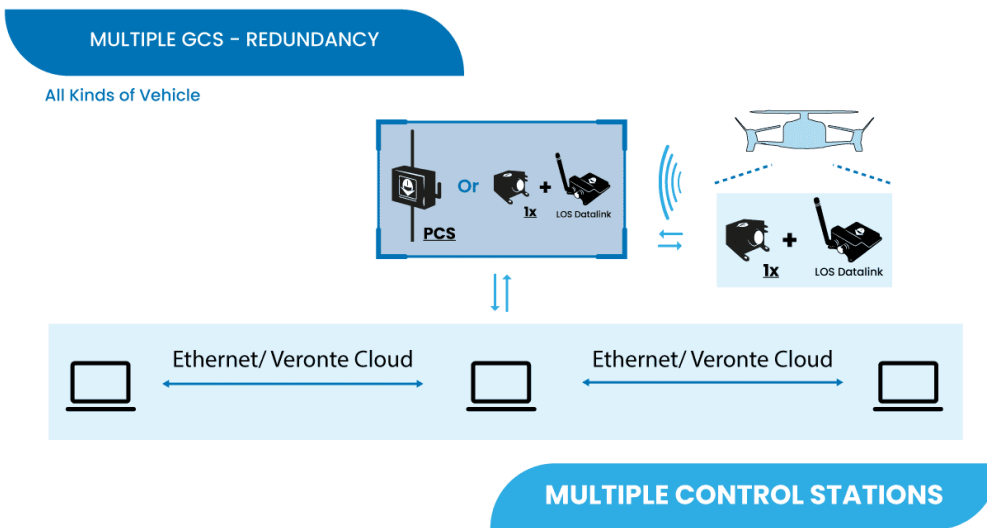 MULTIPLE GCS - REDUNDANCY
All Kinds of Vehicle
Or
+
1x
LOS Datalink
PCS
+
1x
LOS Datalink
Ethernet/ Veronte Cloud
Ethernet/ Veronte Cloud
MULTIPLE CONTROL STATIONS